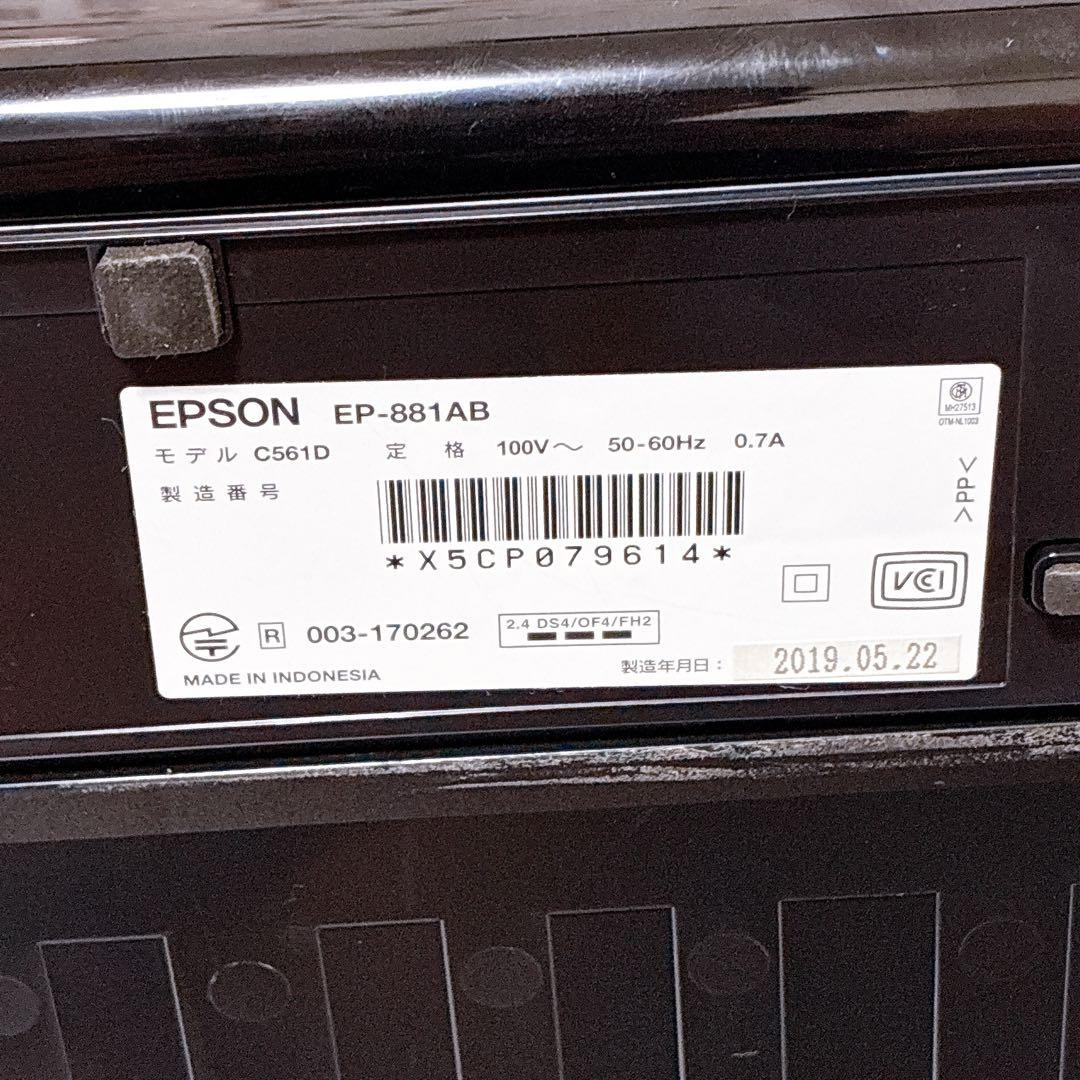 EPSON EP-881AB
モデル C561D 定 格 100V～ 50-60Hz 0.7A
製造番号
*X5CP079614*
R 003-170262
2.4 DS4/OF4/FH2
MADE IN INDONESIA
製造年月日： 2019.05.22
MH27513
OTM-NL1003
>PP<
VCI